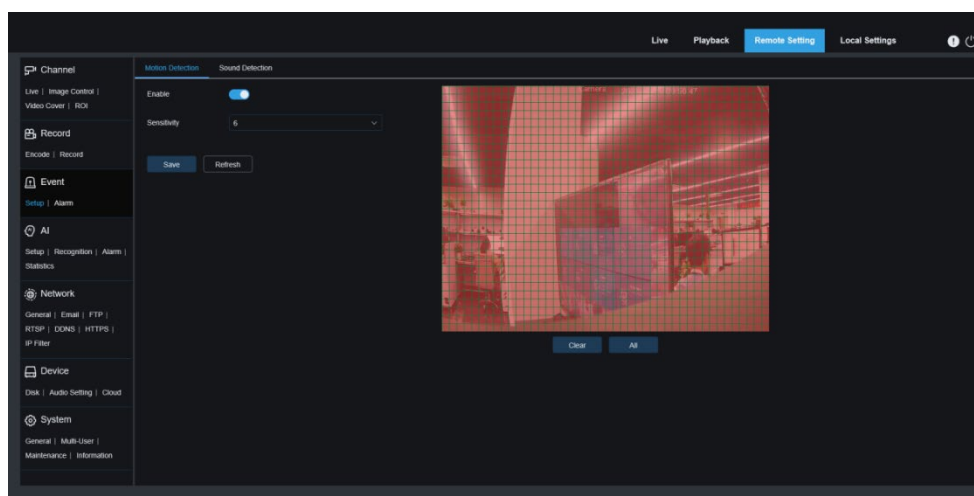 Live Playback Remote Setting Local Settings
Channel
Live | Image Control |
Video Cover | ROI
Record
Encode | Record
Event
Setup | Alarm
AI
Setup | Recognition | Alarm |
Statistics
Network
General | Email | FTP |
RTSP | DDNS | HTTPS |
IP Filter
Device
Disk | Audio Setting | Cloud
System
General | Multi-User |
Maintenance | Information
Motion Detection Sound Detection
Enable
Sensitivity 6
Save Refresh
Camera
Clear All